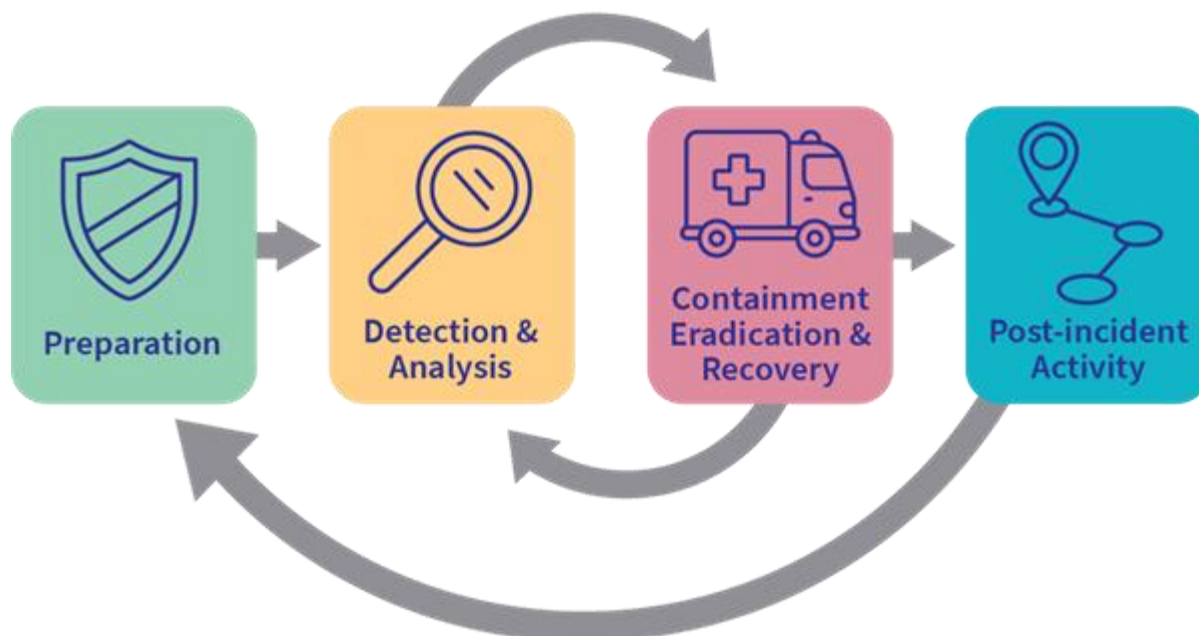 Preparation
Detection &
Analysis
Containment
Eradication &
Recovery
Post-incident
Activity